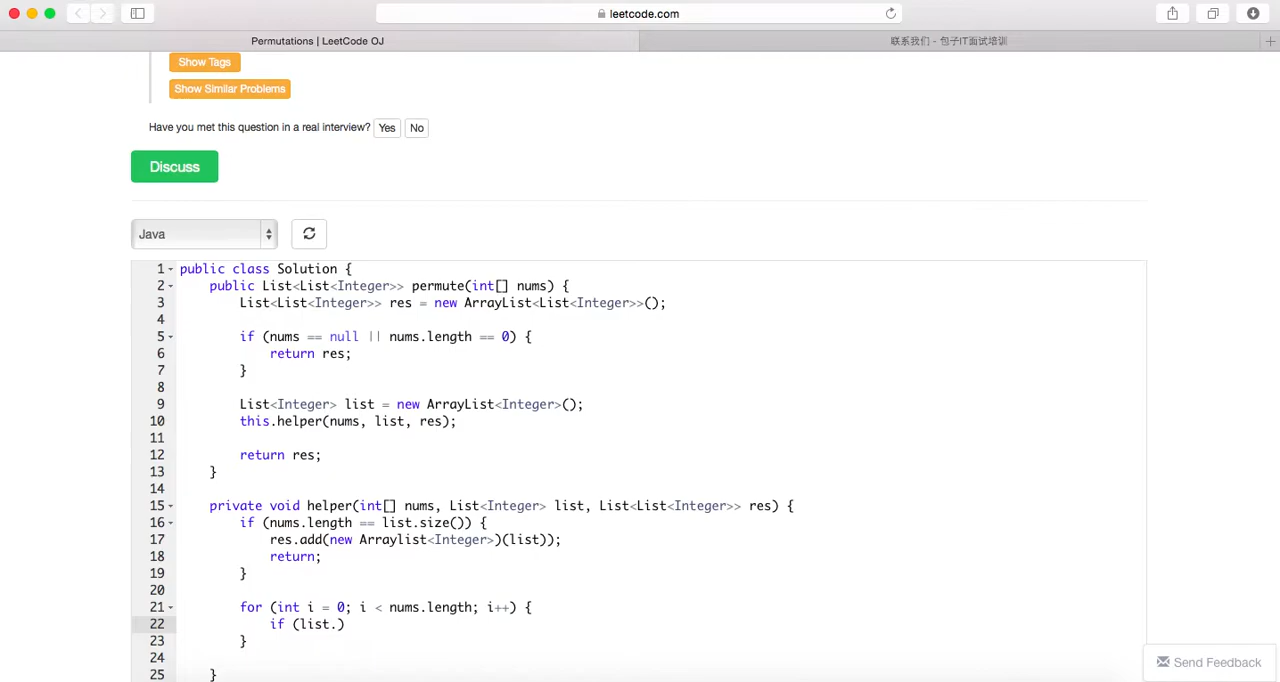 leetcode.com
Permutations | LeetCode OJ
联系我们 - 包子IT面试培训
Show Tags
Show Similar Problems
Have you met this question in a real interview? Yes No
Discuss
Java
1 public class Solution {
2 public List<List<Integer>> permute(int[] nums) {
3 List<List<Integer>> res = new ArrayList<List<Integer>>();
4
5 if (nums == null || nums.length == 0) {
6 return res;
7 }
8
9 List<Integer> list = new ArrayList<Integer>();
10 this.helper(nums, list, res);
11
12 return res;
13 }
14
15 private void helper(int[] nums, List<Integer> list, List<List<Integer>> res) {
16 if (nums.length == list.size()) {
17 res.add(new Arraylist<Integer>)(list));
18 return;
19 }
20
21 for (int i = 0; i < nums.length; i++) {
22 if (list.)
23 }
24
25 }
Send Feedback